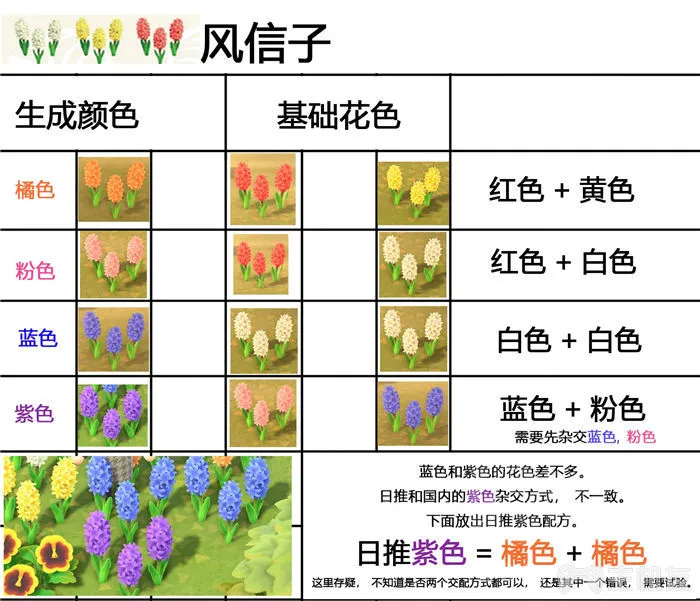 风信子
生成颜色 基础花色
橘色 红色 + 黄色
粉色 红色 + 白色
蓝色 白色 + 白色
紫色 蓝色 + 粉色
需要先杂交蓝色, 粉色
蓝色和紫色的花色差不多。
日推和国内的紫色杂交方式， 不一致。
下面放出日推紫色配方。
日推紫色 = 橘色 + 橘色
这里存疑， 不知道是否两个交配方式都可以， 还是其中一个错误， 需要试验。